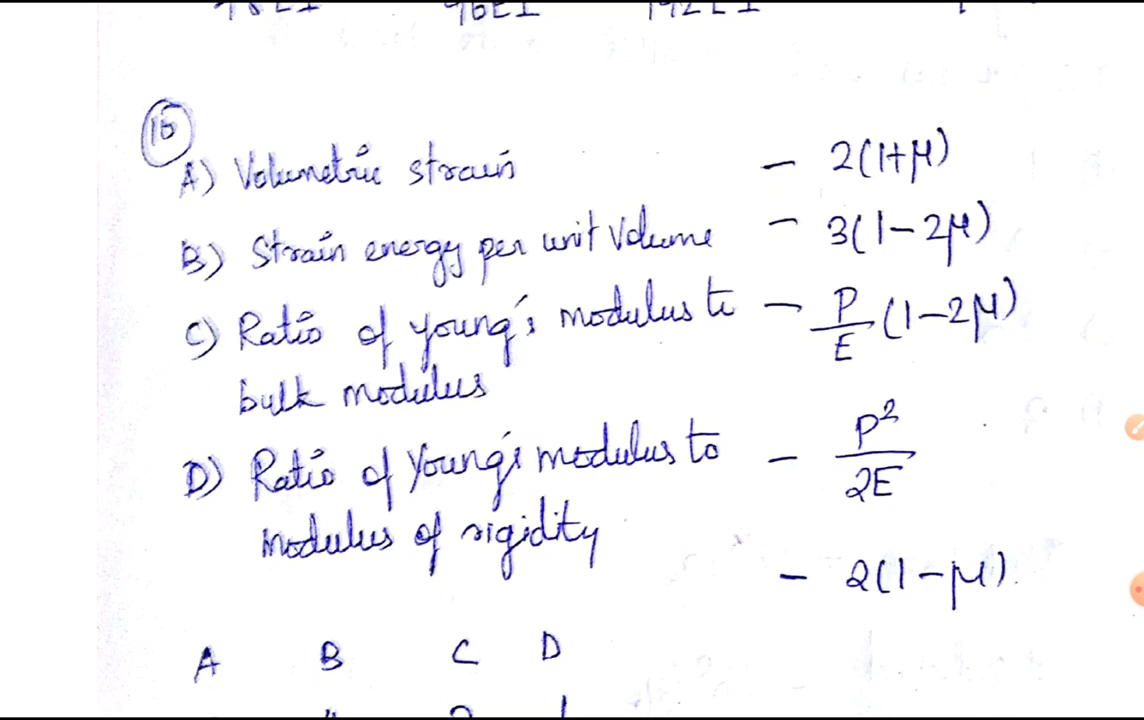 16
A) Volumetric strain - 2(1+μ)
B) Strain energy per unit Volume - 3(1-2μ)
C) Ratio of young's modulus to - P/E (1-2μ)
bulk modulus
D) Ratio of Young's modulus to - P²/2E
modulus of rigidity
- 2(1-μ).
A B C D